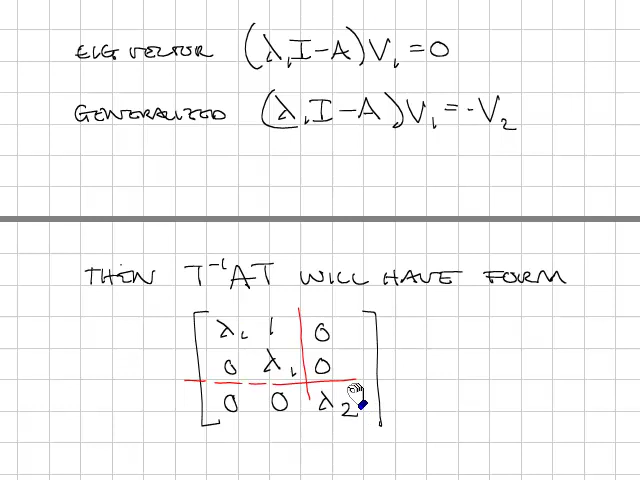 EIG VECTOR (λ₁I-A)V₁=0
GENERALIZED (λ₁I-A)V₁=-V₂
THEN T⁻¹AT WILL HAVE FORM
λ₁ 1 0
0 λ₁ 0
0 0 λ₂